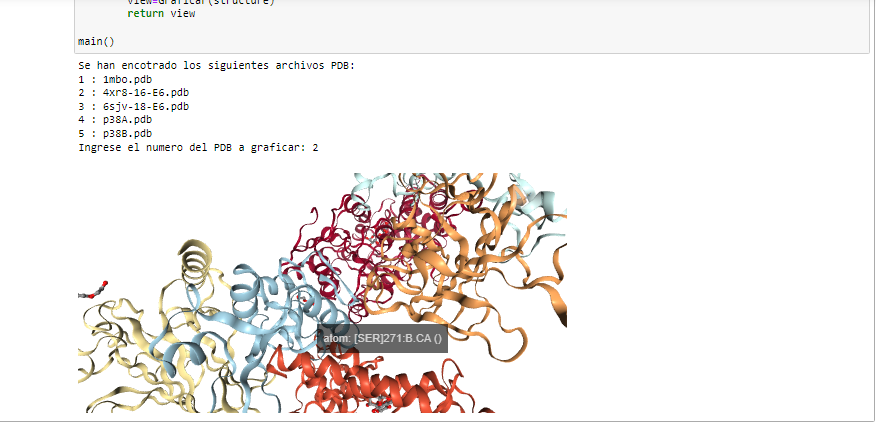 view=Graficar(structure)
return view
main()
Se han encotrado los siguientes archivos PDB:
1 : 1mbo.pdb
2 : 4xr8-16-E6.pdb
3 : 6sjv-18-E6.pdb
4 : p38A.pdb
5 : p38B.pdb
Ingrese el numero del PDB a graficar: 2
atom: [SER]271:B.CA ()